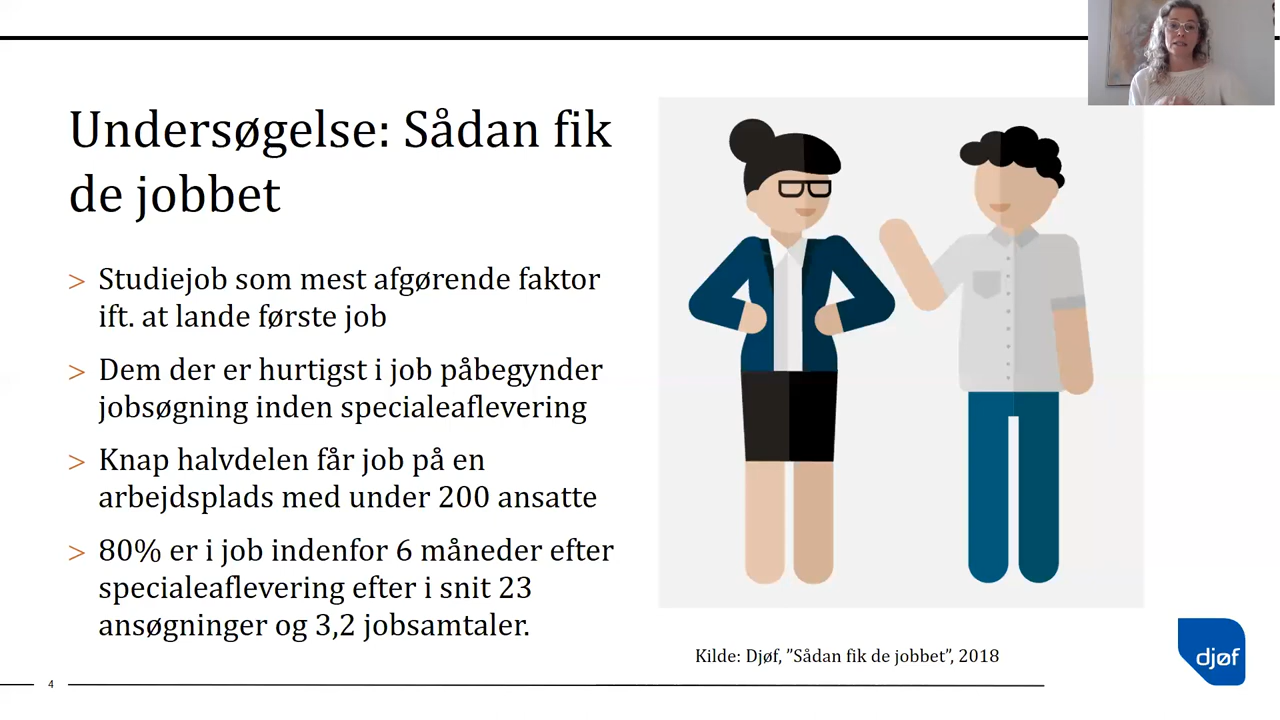 Undersøgelse: Sådan fik
de jobbet
> Studiejob som mest afgørende faktor
ift. at lande første job
> Dem der er hurtigst i job påbegynder
jobsøgning inden specialeaflevering
> Knap halvdelen får job på en
arbejdsplads med under 200 ansatte
> 80% er i job indenfor 6 måneder efter
specialeaflevering efter i snit 23
ansøgninger og 3,2 jobsamtaler.
Kilde: Djøf, ”Sådan fik de jobbet”, 2018
djøf
4